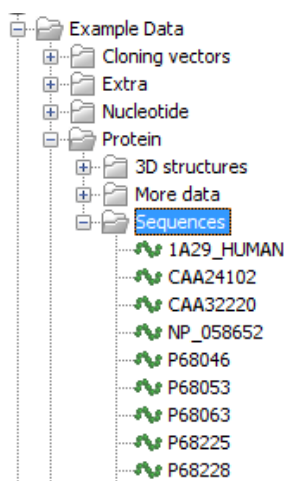 Example Data
Cloning vectors
Extra
Nucleotide
Protein
3D structures
More data
Sequences
1A29_HUMAN
CAA24102
CAA32220
NP_058652
P68046
P68053
P68063
P68225
P68228